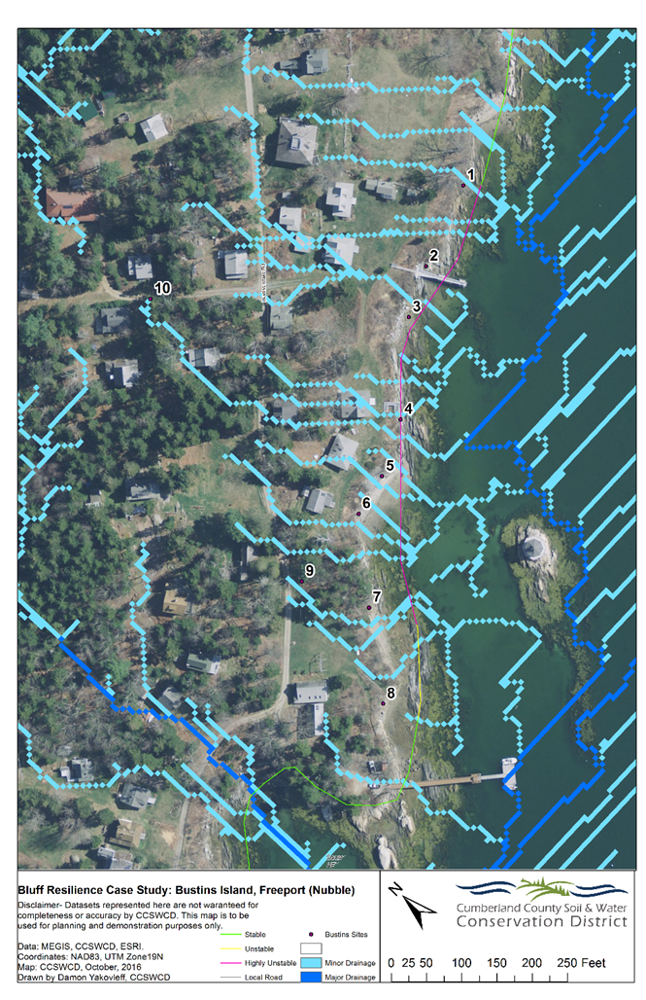 1
2
10
3
4
5
6
9
7
8
Bluff Resilience Case Study: Bustins Island, Freeport (Nubble)
Disclaimer- Datasets represented here are not waranteed for
completeness or accuracy by CCSWCD. This map is to be
used for planning and demonstration purposes only.
Data: MEGIS, CCSWCD, ESRI.
Coordinates: NAD83, UTM Zone19N
Map: CCSWCD, October, 2016
Drawn by Damon Yakovleff, CCSWCD
Stable
Unstable
Highly Unstable
Local Road
Bustins Sites
Minor Drainage
Major Drainage
N
Cumberland County Soil & Water
Conservation District
0 25 50 100 150 200 250 Feet